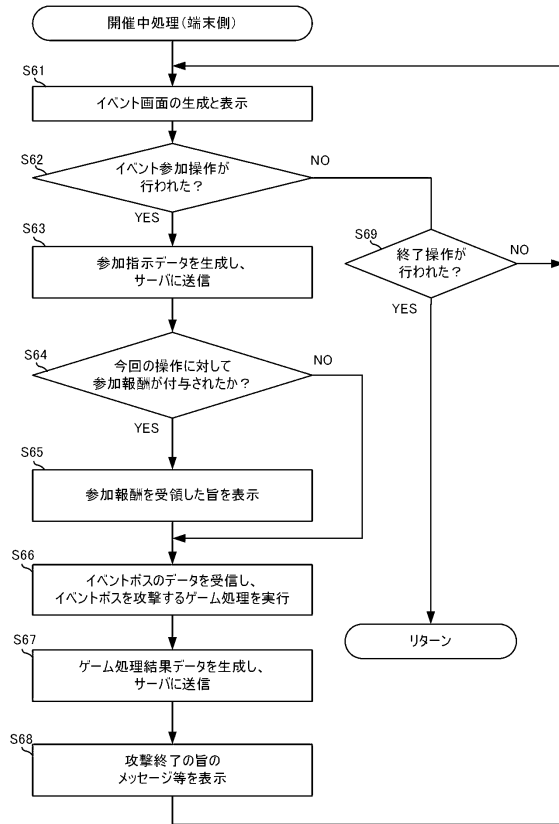 開催中処理(端末側)
S61
イベント画面の生成と表示
S62
イベント参加操作が
行われた?
NO
YES
S63
参加指示データを生成し、
サーバに送信
S69
終了操作が
行われた?
NO
YES
S64
今回の操作に対して
参加報酬が付与されたか?
NO
YES
S65
参加報酬を受領した旨を表示
S66
イベントボスのデータを受信し、
イベントボスを攻撃するゲーム処理を実行
S67
ゲーム処理結果データを生成し、
サーバに送信
リターン
S68
攻撃終了の旨の
メッセージ等を表示